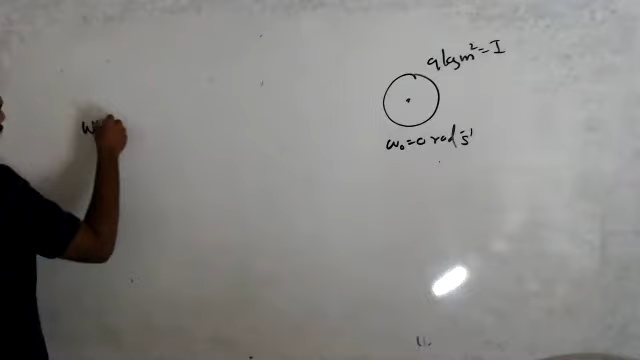 9 kgm² = I
ω₀ = 0 rad s⁻¹
ω